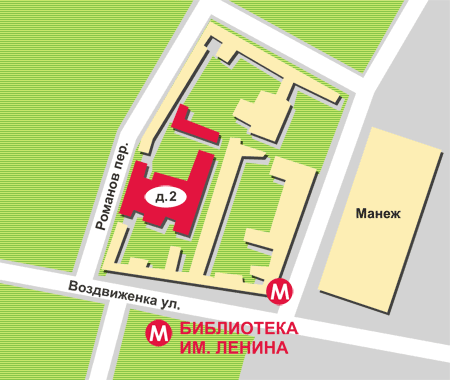 Романов пер.
д.2
Манеж
Воздвиженка ул.
М
М БИБЛИОТЕКА
ИМ. ЛЕНИНА